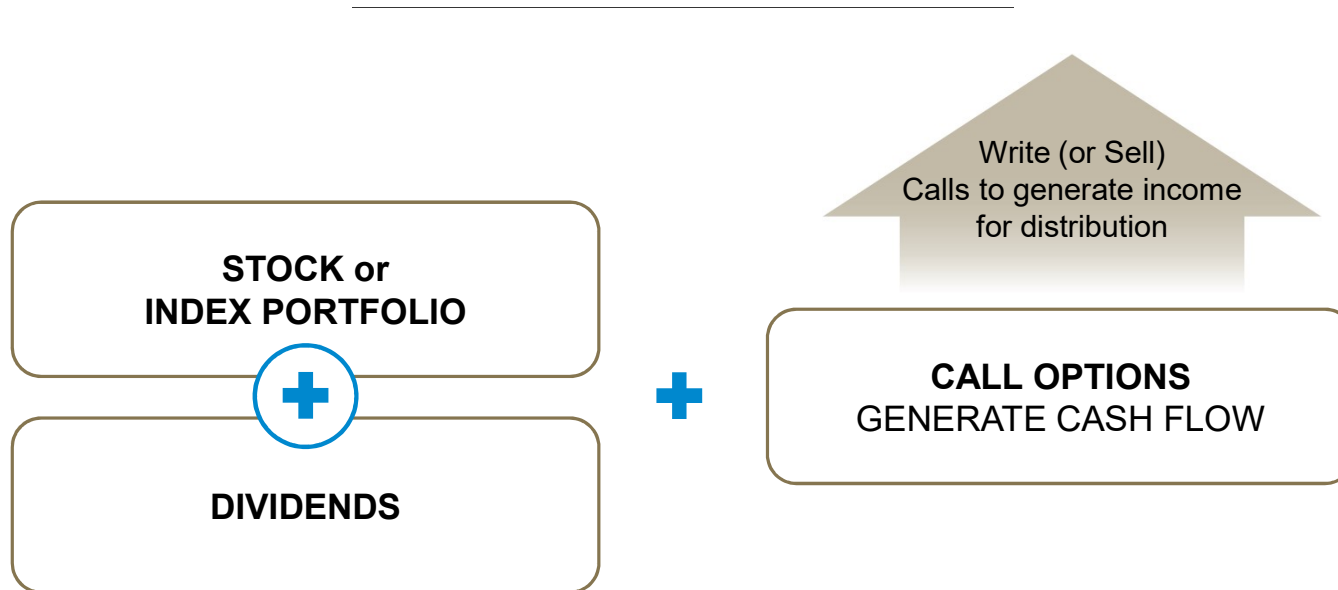 STOCK or
INDEX PORTFOLIO
DIVIDENDS
Write (or Sell)
Calls to generate income
for distribution
CALL OPTIONS
GENERATE CASH FLOW